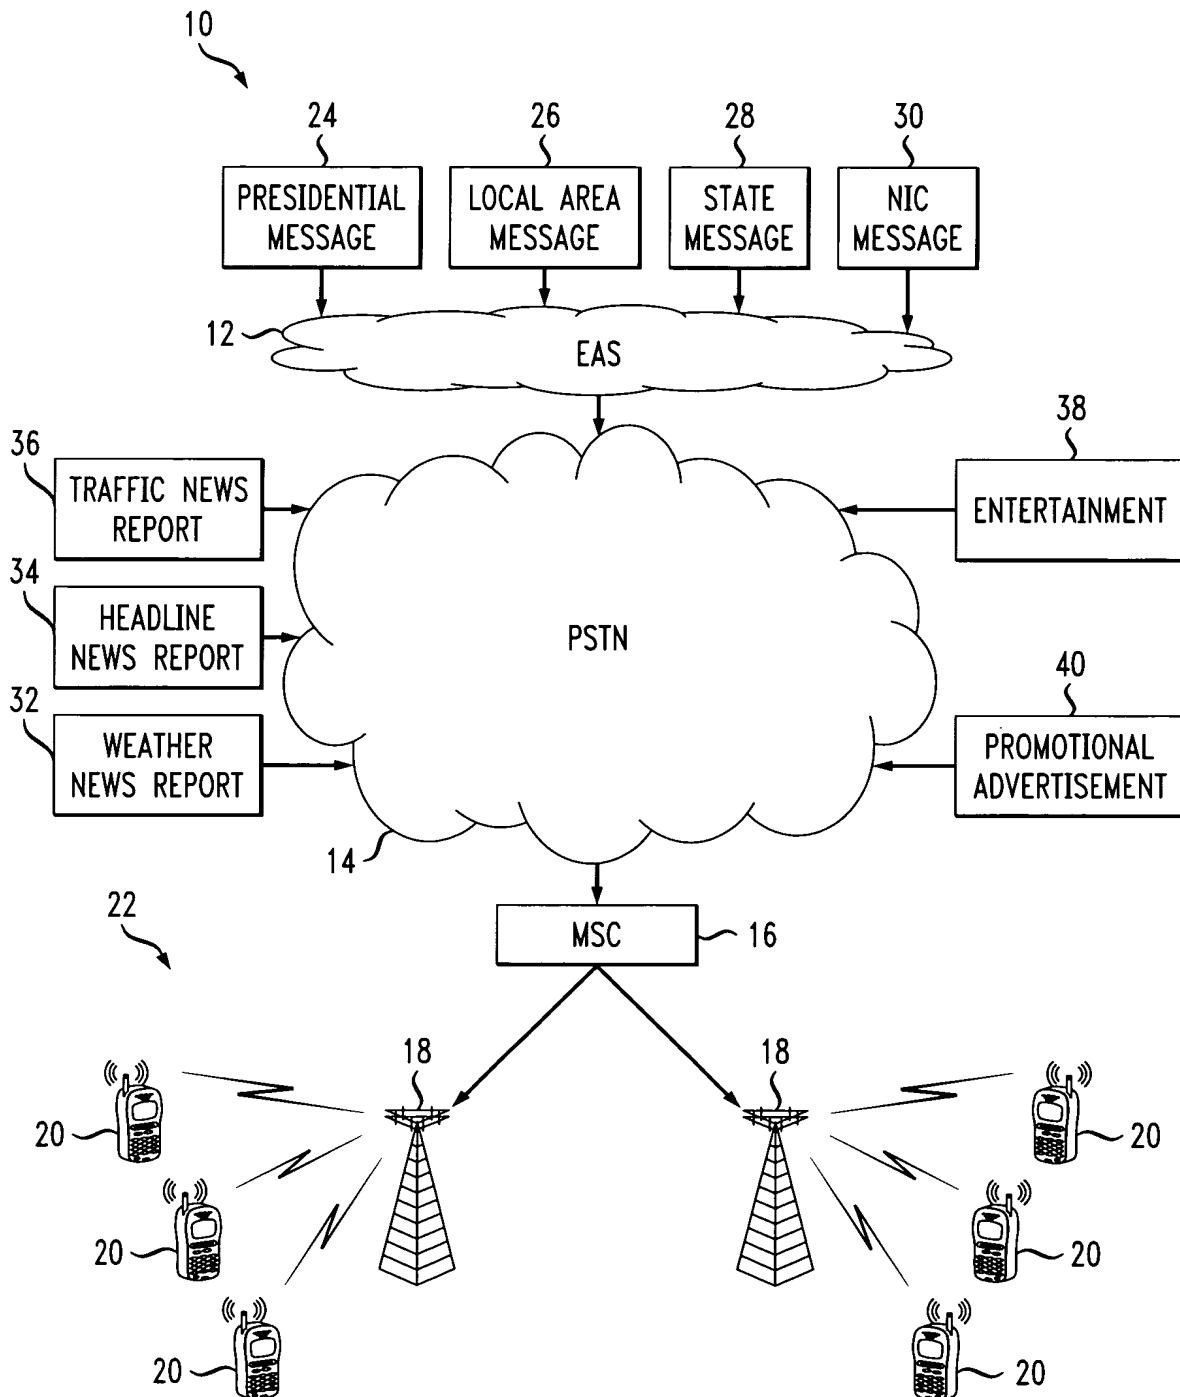 10
24
26
28
30
PRESIDENTIAL
MESSAGE
LOCAL AREA
MESSAGE
STATE
MESSAGE
NIC
MESSAGE
12
EAS
36
TRAFFIC NEWS
REPORT
38
ENTERTAINMENT
34
HEADLINE
NEWS REPORT
PSTN
32
WEATHER
NEWS REPORT
40
PROMOTIONAL
ADVERTISEMENT
14
22
MSC
16
18
18
20
20
20
20
20
20